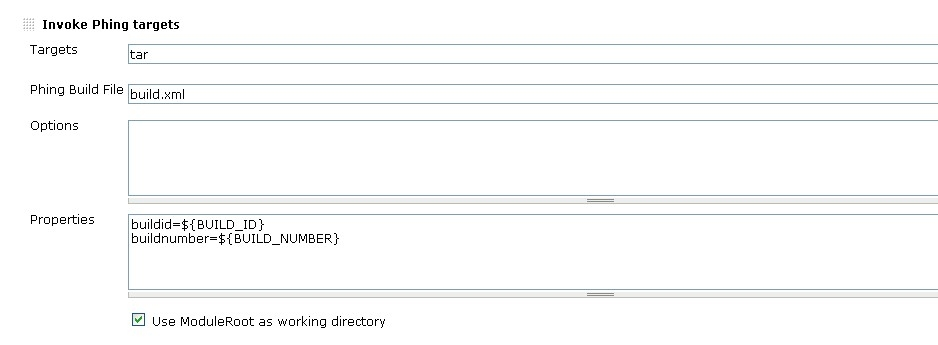 Invoke Phing targets
Targets
tar
Phing Build File
build.xml
Options
Properties
buildid=${BUILD_ID}
buildnumber=${BUILD_NUMBER}
Use ModuleRoot as working directory